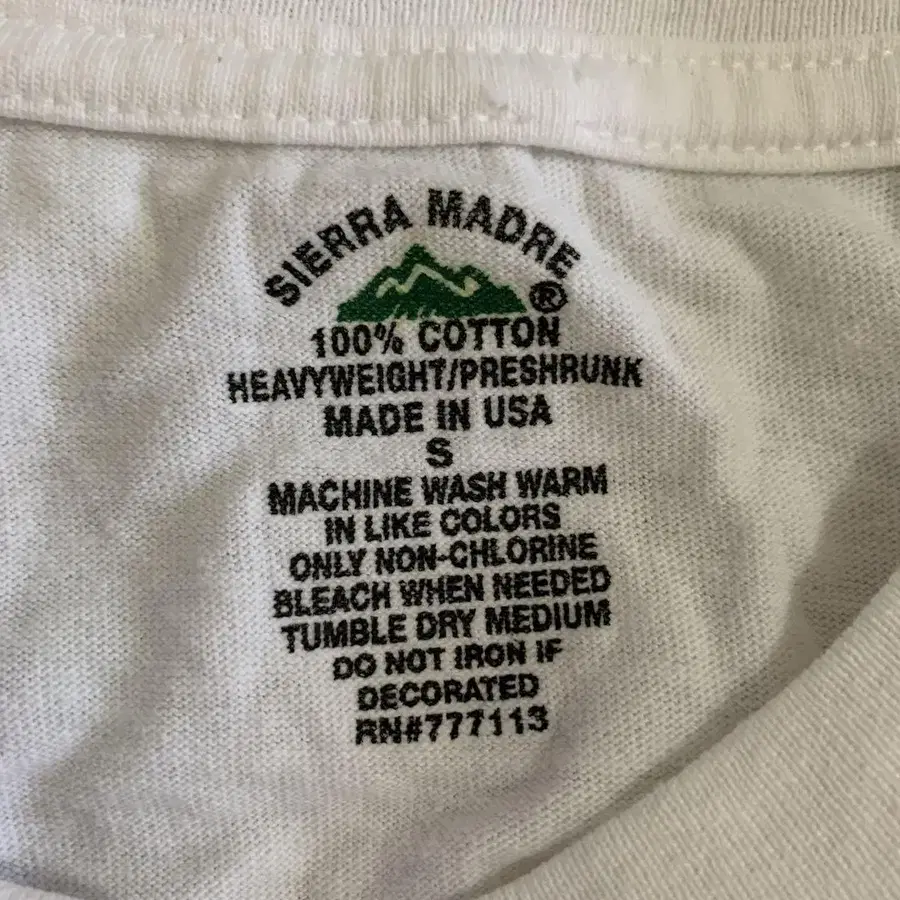 SIERRA MADRE®
100% COTTON
HEAVYWEIGHT/PRESHRUNK
MADE IN USA
S
MACHINE WASH WARM
IN LIKE COLORS
ONLY NON-CHLORINE
BLEACH WHEN NEEDED
TUMBLE DRY MEDIUM
DO NOT IRON IF
DECORATED
RN#777113